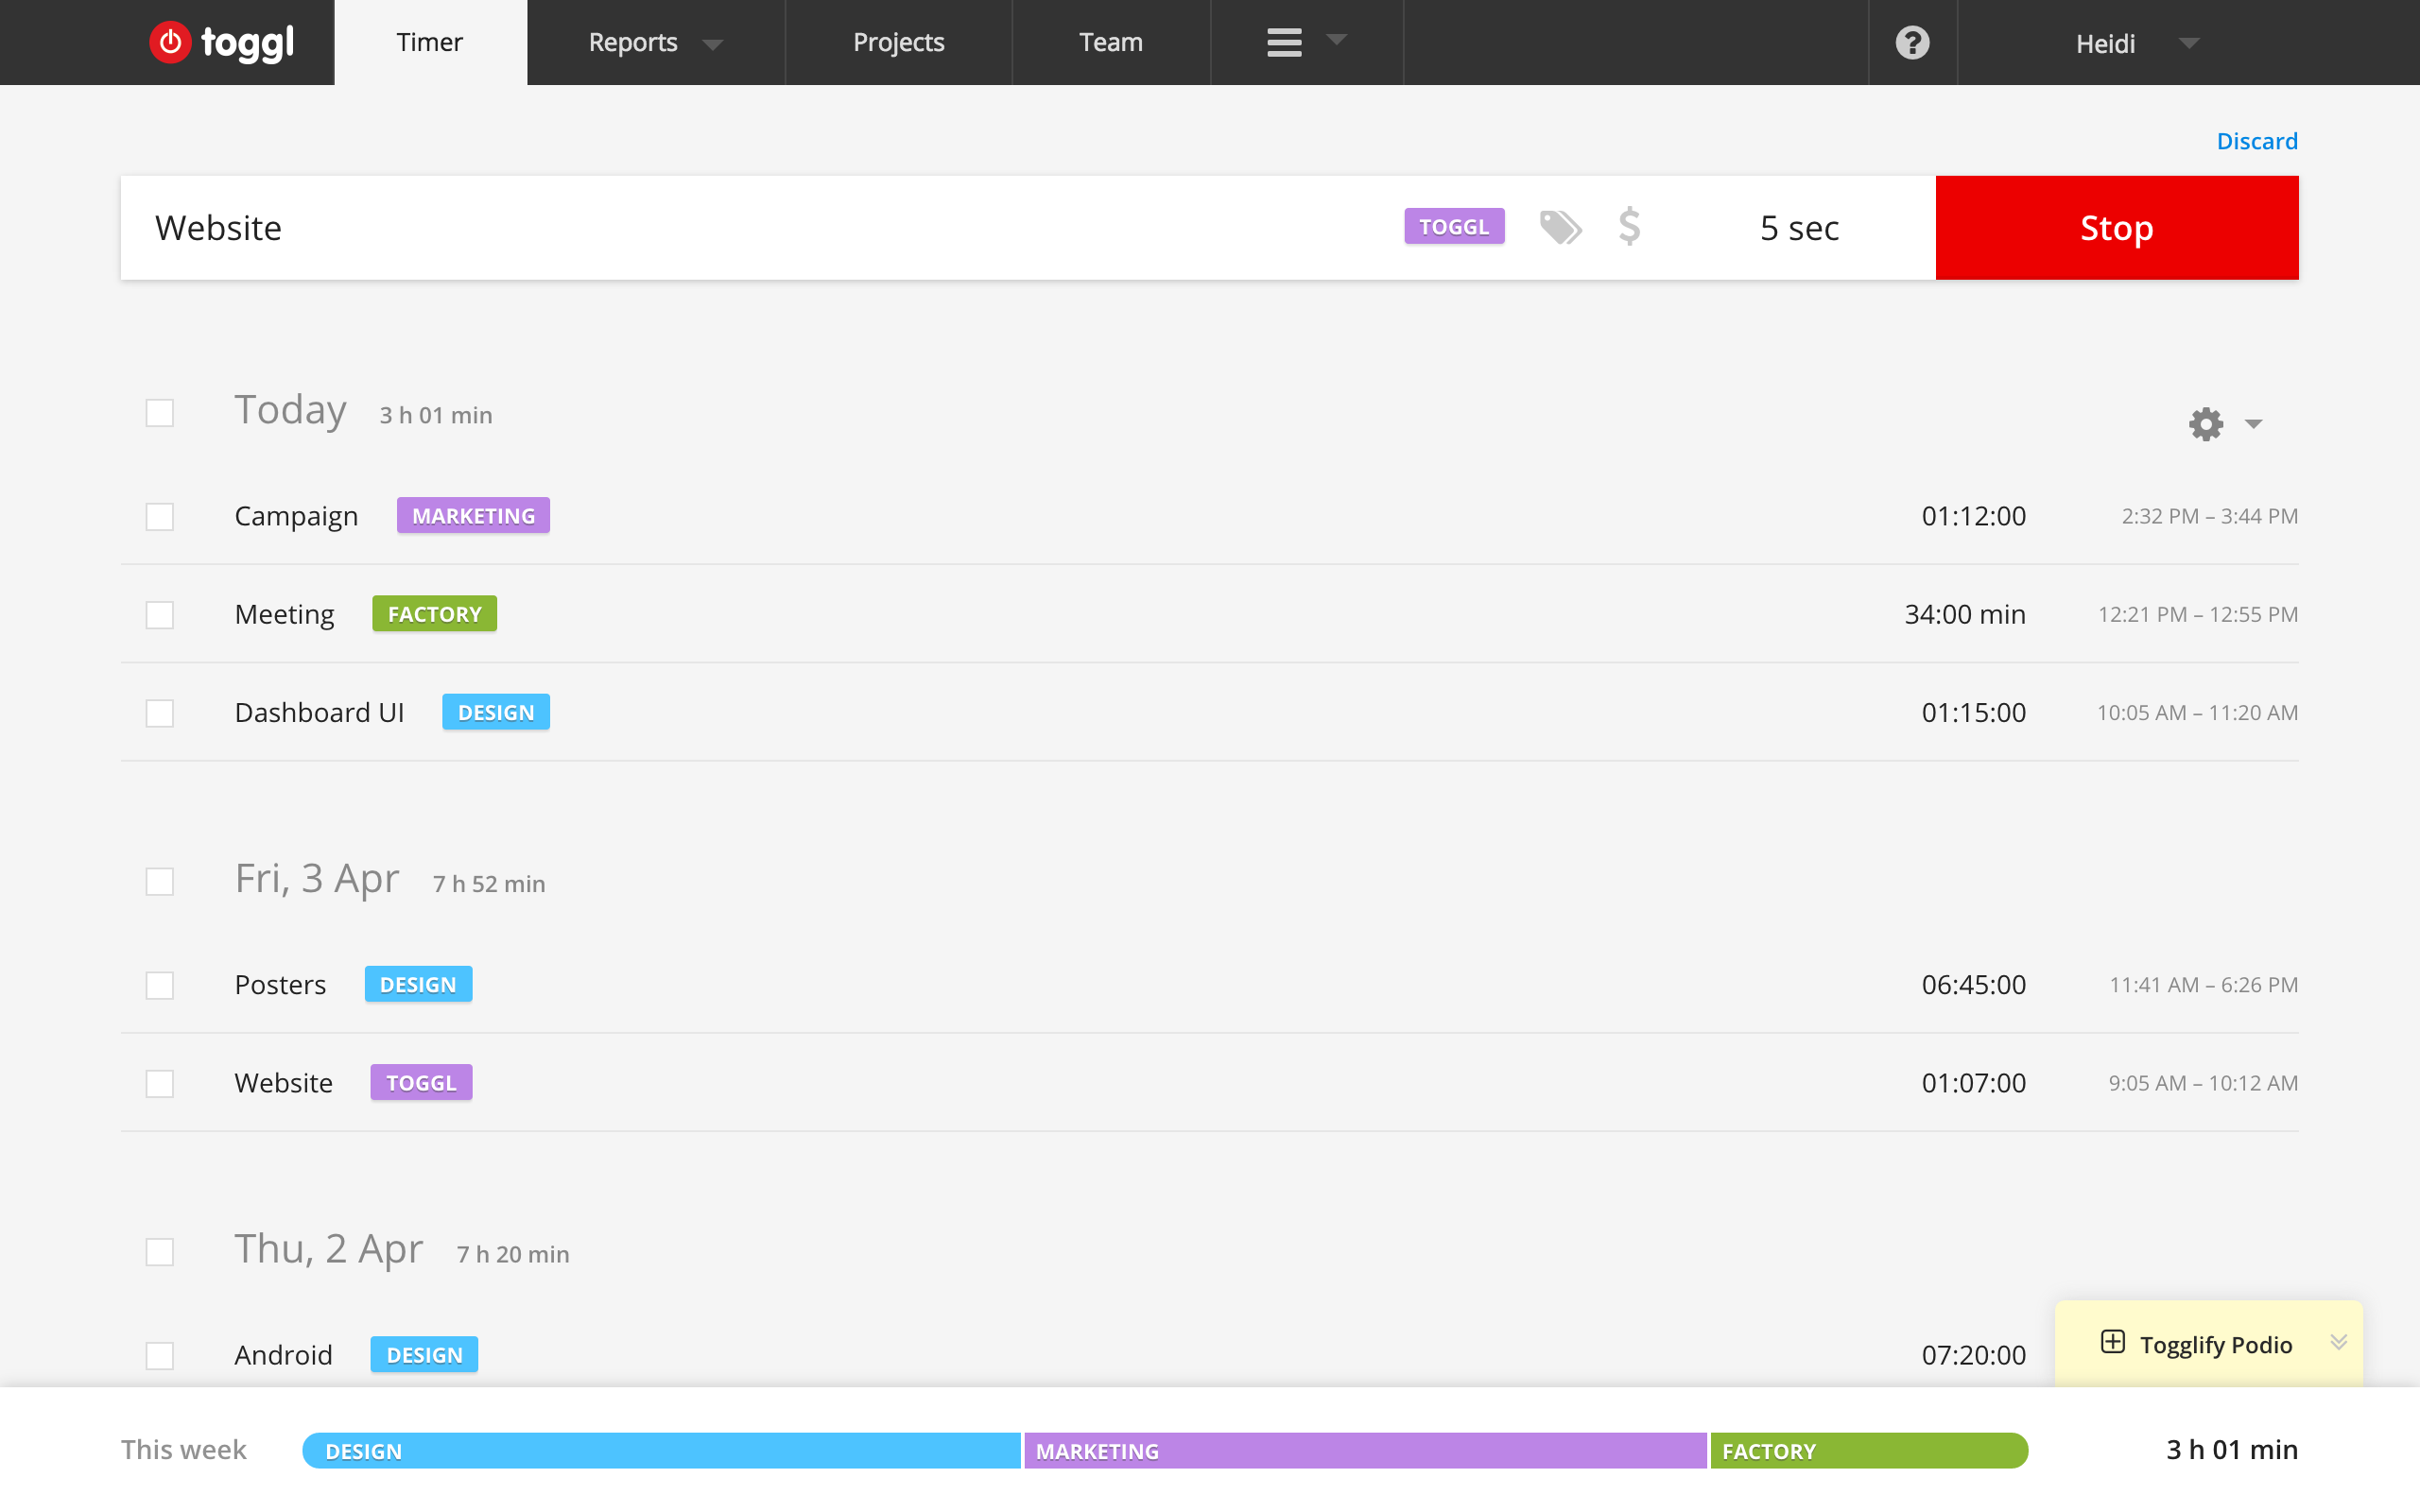 toggl Timer Reports Projects Team ? Heidi
Discard
Website TOGGL $ 5 sec Stop
Today 3 h 01 min
Campaign MARKETING 01:12:00 2:32 PM – 3:44 PM
Meeting FACTORY 34:00 min 12:21 PM – 12:55 PM
Dashboard UI DESIGN 01:15:00 10:05 AM – 11:20 AM
Fri, 3 Apr 7 h 52 min
Posters DESIGN 06:45:00 11:41 AM – 6:26 PM
Website TOGGL 01:07:00 9:05 AM – 10:12 AM
Thu, 2 Apr 7 h 20 min
Android DESIGN 07:20:00 Togglify Podio
This week DESIGN MARKETING FACTORY 3 h 01 min